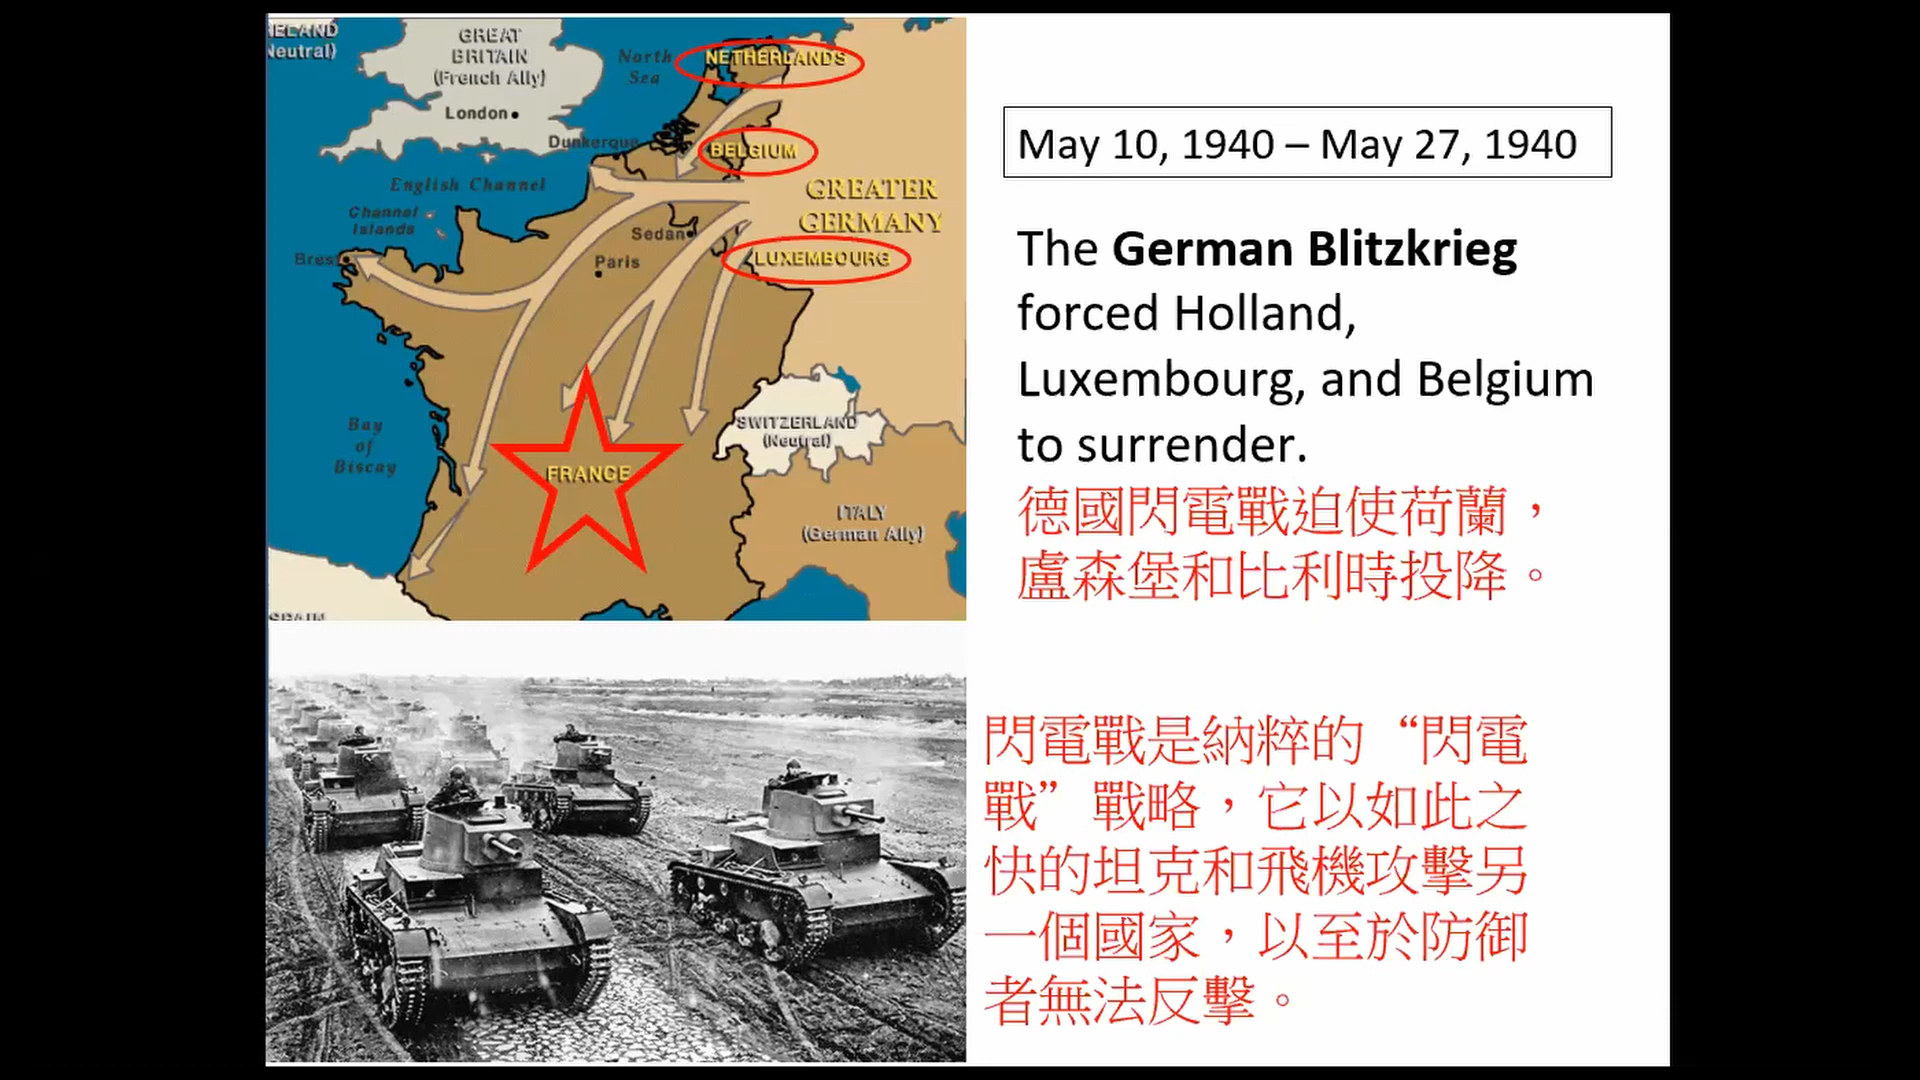 IRELAND
(Neutral)
GREAT
BRITAIN
(French Ally)
London
North
Sea
NETHERLANDS
Dunkerque
BELGIUM
English Channel
GREATER
GERMANY
Channel
Islands
Sedan
Brest
Paris
LUXEMBOURG
SWITZERLAND
(Neutral)
Bay
of
Biscay
FRANCE
ITALY
(German Ally)
SPAIN
May 10, 1940 – May 27, 1940
The German Blitzkrieg
forced Holland,
Luxembourg, and Belgium
to surrender.
德國閃電戰迫使荷蘭，
盧森堡和比利時投降。
閃電戰是納粹的“閃電
戰”戰略，它以如此之
快的坦克和飛機攻擊另
一個國家，以至於防御
者無法反擊。